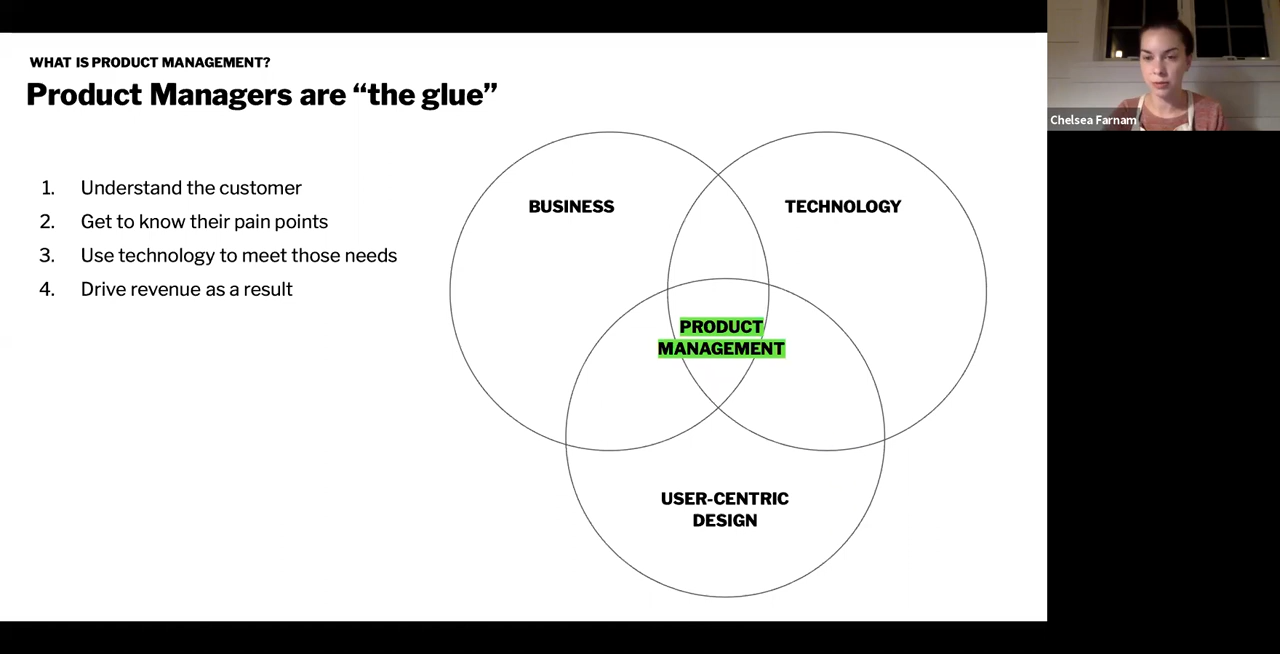 WHAT IS PRODUCT MANAGEMENT?
Product Managers are “the glue”
1. Understand the customer
2. Get to know their pain points
3. Use technology to meet those needs
4. Drive revenue as a result
BUSINESS
TECHNOLOGY
PRODUCT
MANAGEMENT
USER-CENTRIC
DESIGN
Chelsea Farnam